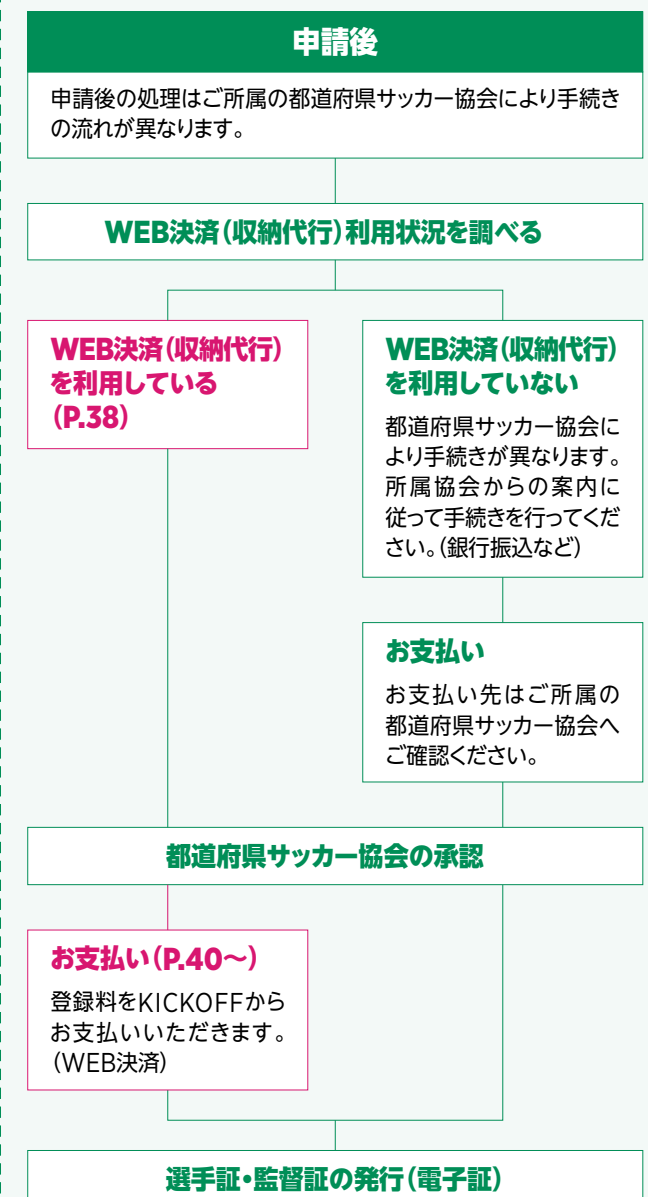 申請後
申請後の処理はご所属の都道府県サッカー協会により手続き
の流れが異なります。
WEB決済(収納代行)利用状況を調べる
WEB決済(収納代行)
を利用している
(P.38)
WEB決済(収納代行)
を利用していない
都道府県サッカー協会に
より手続きが異なります。
所属協会からの案内に
従って手続きを行ってくだ
さい。(銀行振込など)
お支払い
お支払い先はご所属の
都道府県サッカー協会へ
ご確認ください。
都道府県サッカー協会の承認
お支払い(P.40〜)
登録料をKICKOFFから
お支払いいただきます。
(WEB決済)
選手証・監督証の発行(電子証)